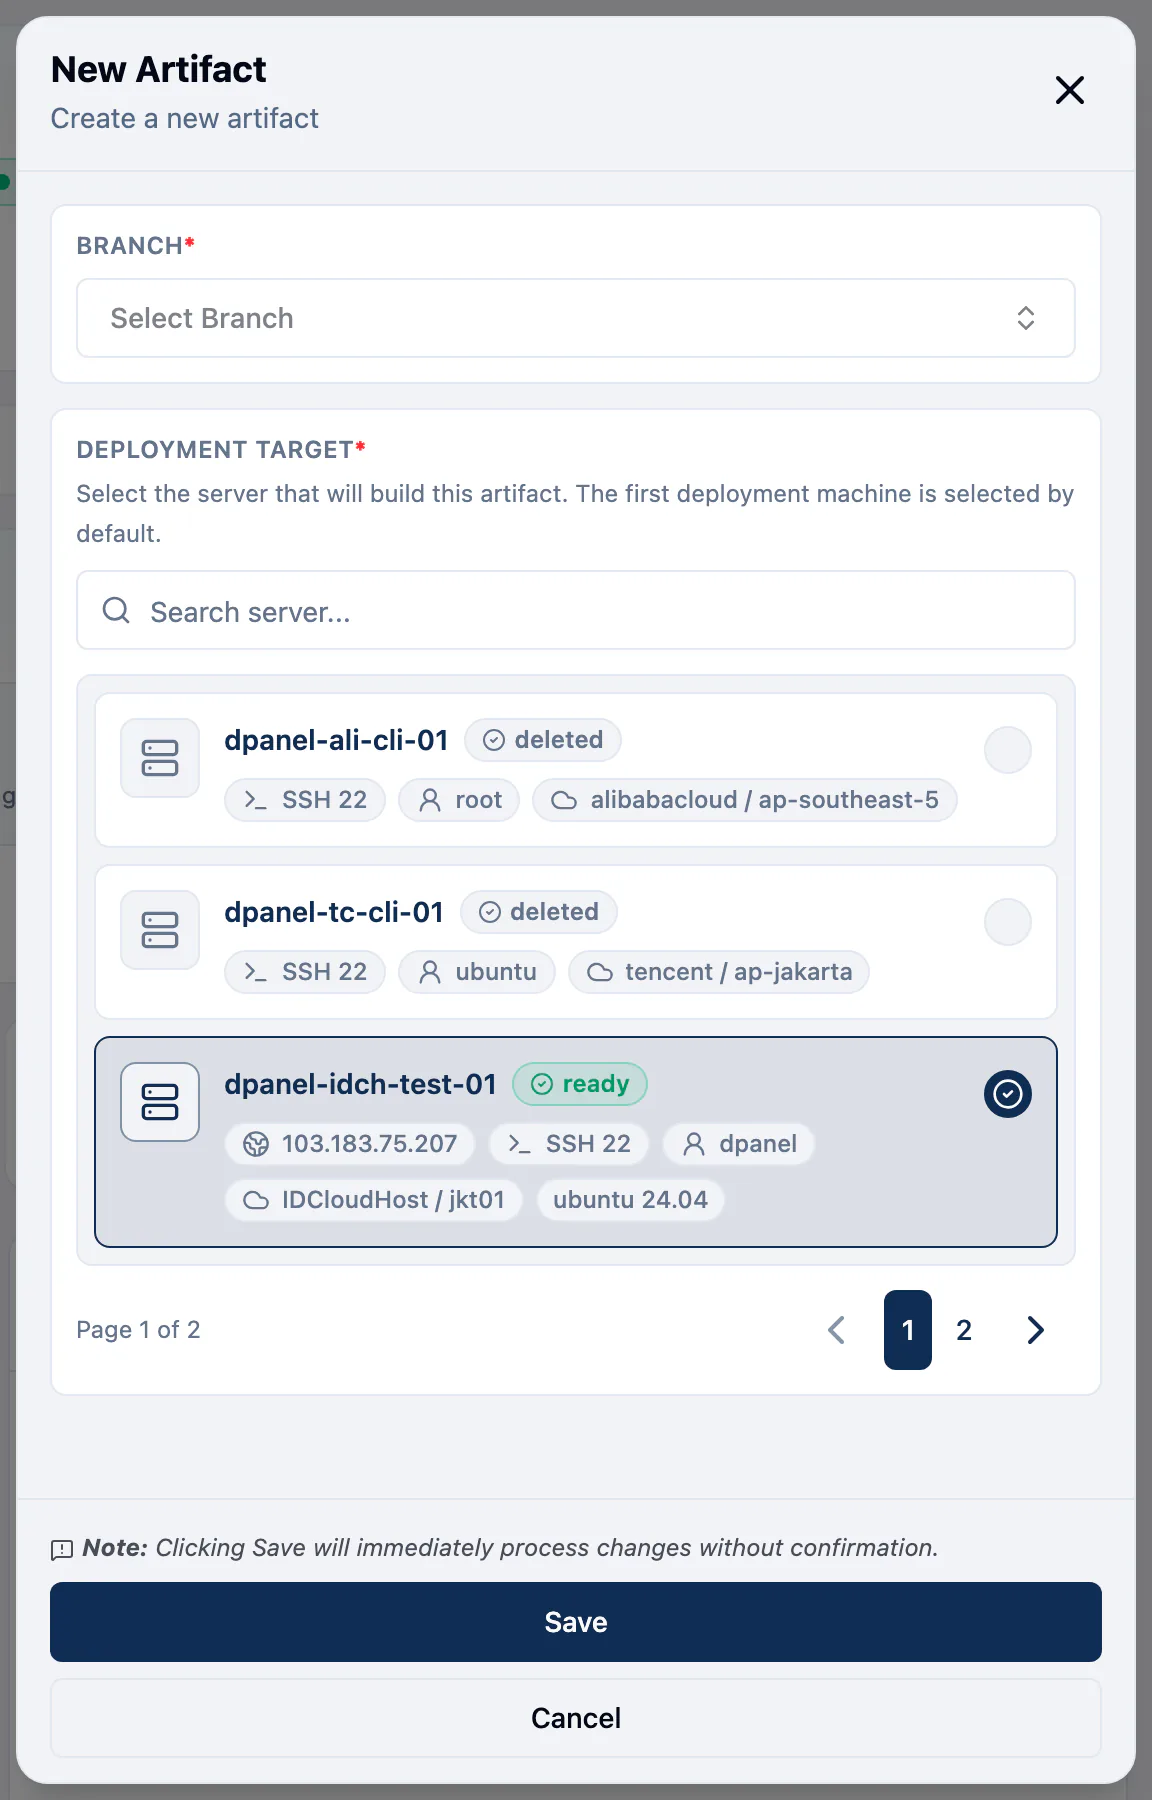 New Artifact
Create a new artifact
BRANCH*
Select Branch
DEPLOYMENT TARGET*
Select the server that will build this artifact. The first deployment machine is selected by
default.
Search server...
dpanel-ali-cli-01 deleted
SSH 22 root alibabacloud / ap-southeast-5
dpanel-tc-cli-01 deleted
SSH 22 ubuntu tencent / ap-jakarta
dpanel-idch-test-01 ready
103.183.75.207 SSH 22 dpanel
IDCloudHost / jkt01 ubuntu 24.04
Page 1 of 2 1 2
Note: Clicking Save will immediately process changes without confirmation.
Save
Cancel